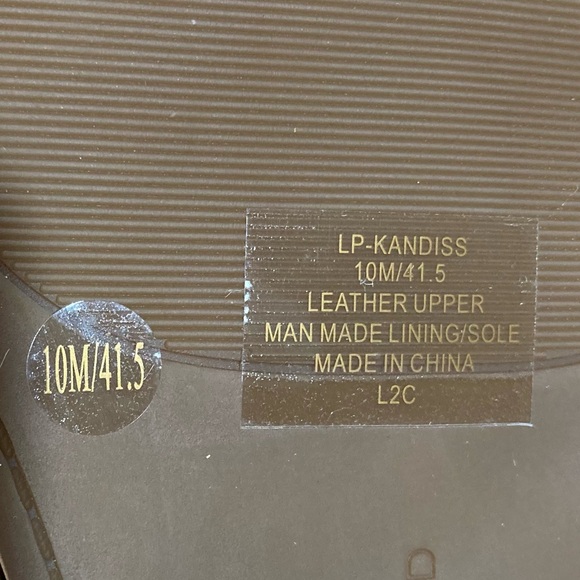 LP-KANDISS
10M/41.5
LEATHER UPPER
MAN MADE LINING/SOLE
MADE IN CHINA
L2C
10M/41.5